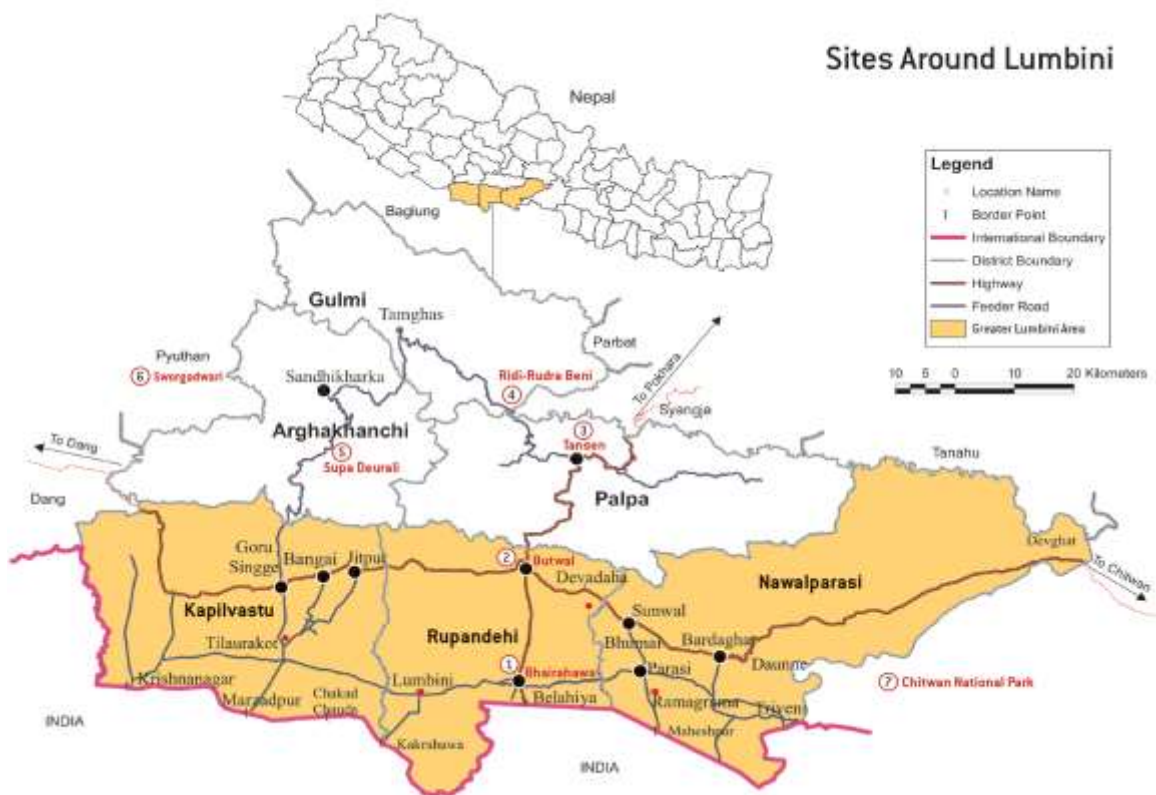 Sites Around Lumbini
Nepal
Legend
Location Name
Border Point
International Boundary
District Boundary
Highway
Feeder Road
Greater Lumbini Area
10 5 0 10 20 Kilometers
Baglung
Gulmi
Tamghas
Parbat
Pyuthan
6 Sworgadwari
Sandhikharka
Ridi-Rudra Beni
4
To Pokhara
Syangja
To Dang
Arghakhanchi
5
Supa Deurali
3
Tansen
Tanahu
Dang
Palpa
Devghat
To Chitwan
Goru
Singge
Bangai
Jitpur
2 Butwal
Devadaha
Nawalparasi
Kapilvastu
Sunwal
Tilaurakot
Rupandehi
Bhumai
Bardaghat
Daunne
Krishnanagar
Lumbini
1
Bhairahawa
Parasi
7 Chitwan National Park
Chakad
Chauda
Belahiya
Ramagrama
Triveni
INDIA
Maheshpur
INDIA